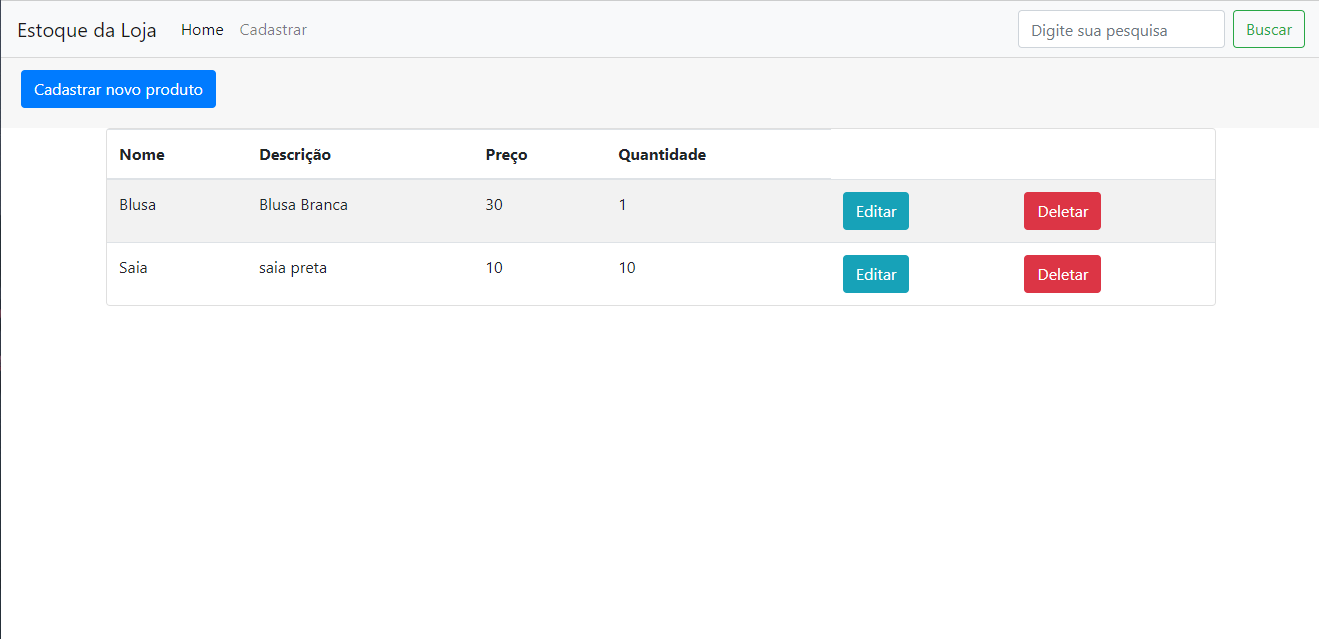 Estoque da Loja Home Cadastrar Digite sua pesquisa Buscar
Cadastrar novo produto
Nome Descrição Preço Quantidade
Blusa Blusa Branca 30 1 Editar Deletar
Saia saia preta 10 10 Editar Deletar